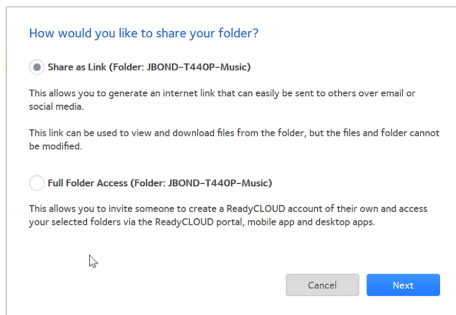 How would you like to share your folder?
Share as Link (Folder: JBOND-T440P-Music)
This allows you to generate an internet link that can easily be sent to others over email or
social media.
This link can be used to view and download files from the folder, but the files and folder cannot
be modified.
Full Folder Access (Folder: JBOND-T440P-Music)
This allows you to invite someone to create a ReadyCLOUD account of their own and access
your selected folders via the ReadyCLOUD portal, mobile app and desktop apps.
Cancel
Next